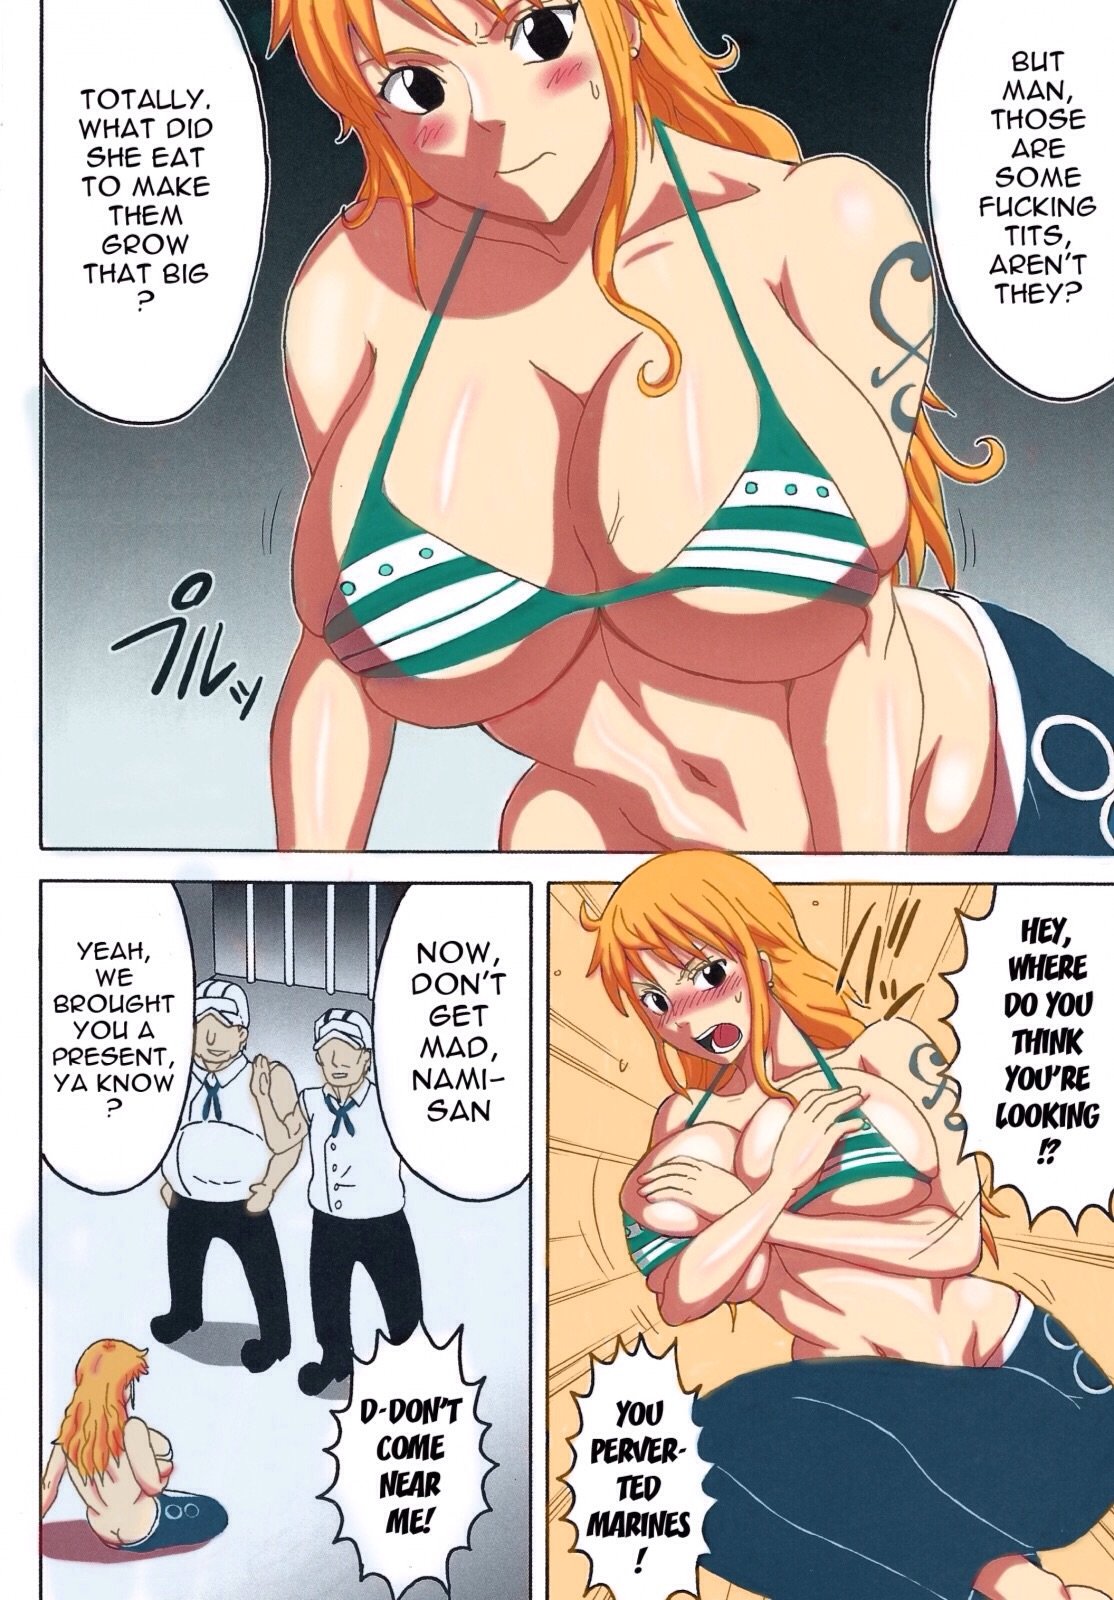 BUT
MAN,
THOSE
ARE
SOME
FUCKING
TITS,
AREN'T
THEY?
TOTALLY.
WHAT DID
SHE EAT
TO MAKE
THEM
GROW
THAT BIG
?
プルッ
HEY,
WHERE
DO YOU
THINK
YOU'RE
LOOKING
!?
バッ
YOU
PERVER-
TED
MARINES
!
NOW,
DON'T
GET
MAD,
NAMI-
SAN
YEAH,
WE
BROUGHT
YOU A
PRESENT,
YA KNOW
?
D-DON'T
COME
NEAR
ME!